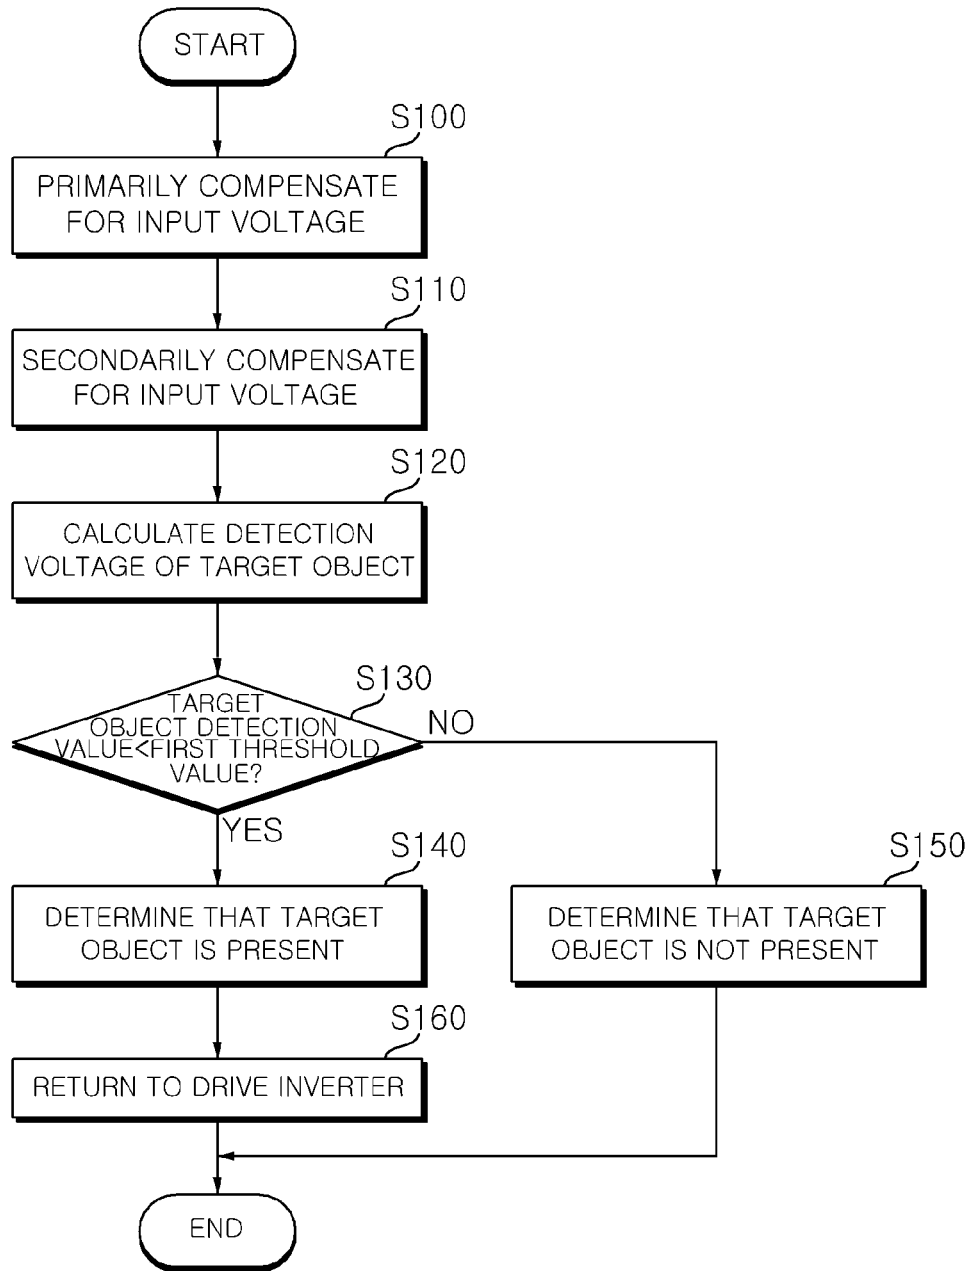 START
S100
PRIMARILY COMPENSATE
FOR INPUT VOLTAGE
S110
SECONDARILY COMPENSATE
FOR INPUT VOLTAGE
S120
CALCULATE DETECTION
VOLTAGE OF TARGET OBJECT
S130
TARGET
OBJECT DETECTION
VALUE<FIRST THRESHOLD
VALUE?
NO
YES
S140
DETERMINE THAT TARGET
OBJECT IS PRESENT
S150
DETERMINE THAT TARGET
OBJECT IS NOT PRESENT
S160
RETURN TO DRIVE INVERTER
END